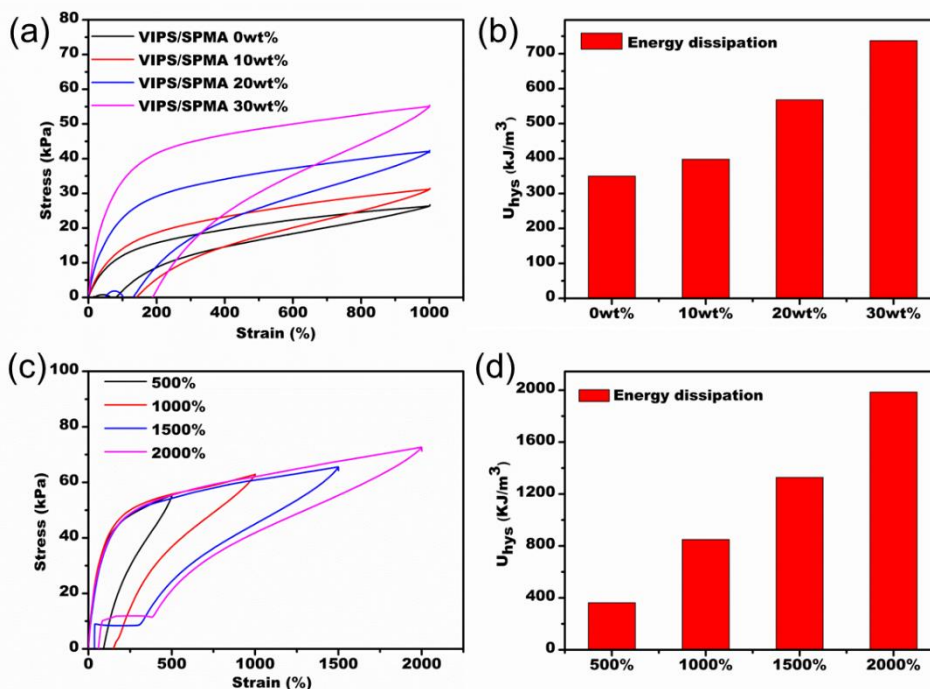 (a)
VIPS/SPMA 0wt%
VIPS/SPMA 10wt%
VIPS/SPMA 20wt%
VIPS/SPMA 30wt%
80
70
60
50
40
30
20
10
0
Stress (kPa)
0 200 400 600 800 1000
Strain (%)
(b)
Energy dissipation
700
600
500
400
300
200
100
0
Uhys (kJ/m³)
0wt% 10wt% 20wt% 30wt%
(c)
500%
1000%
1500%
2000%
100
80
60
40
20
0
Stress (kPa)
0 500 1000 1500 2000
Strain (%)
(d)
Energy dissipation
2000
1600
1200
800
400
0
Uhys (KJ/m³)
500% 1000% 1500% 2000%